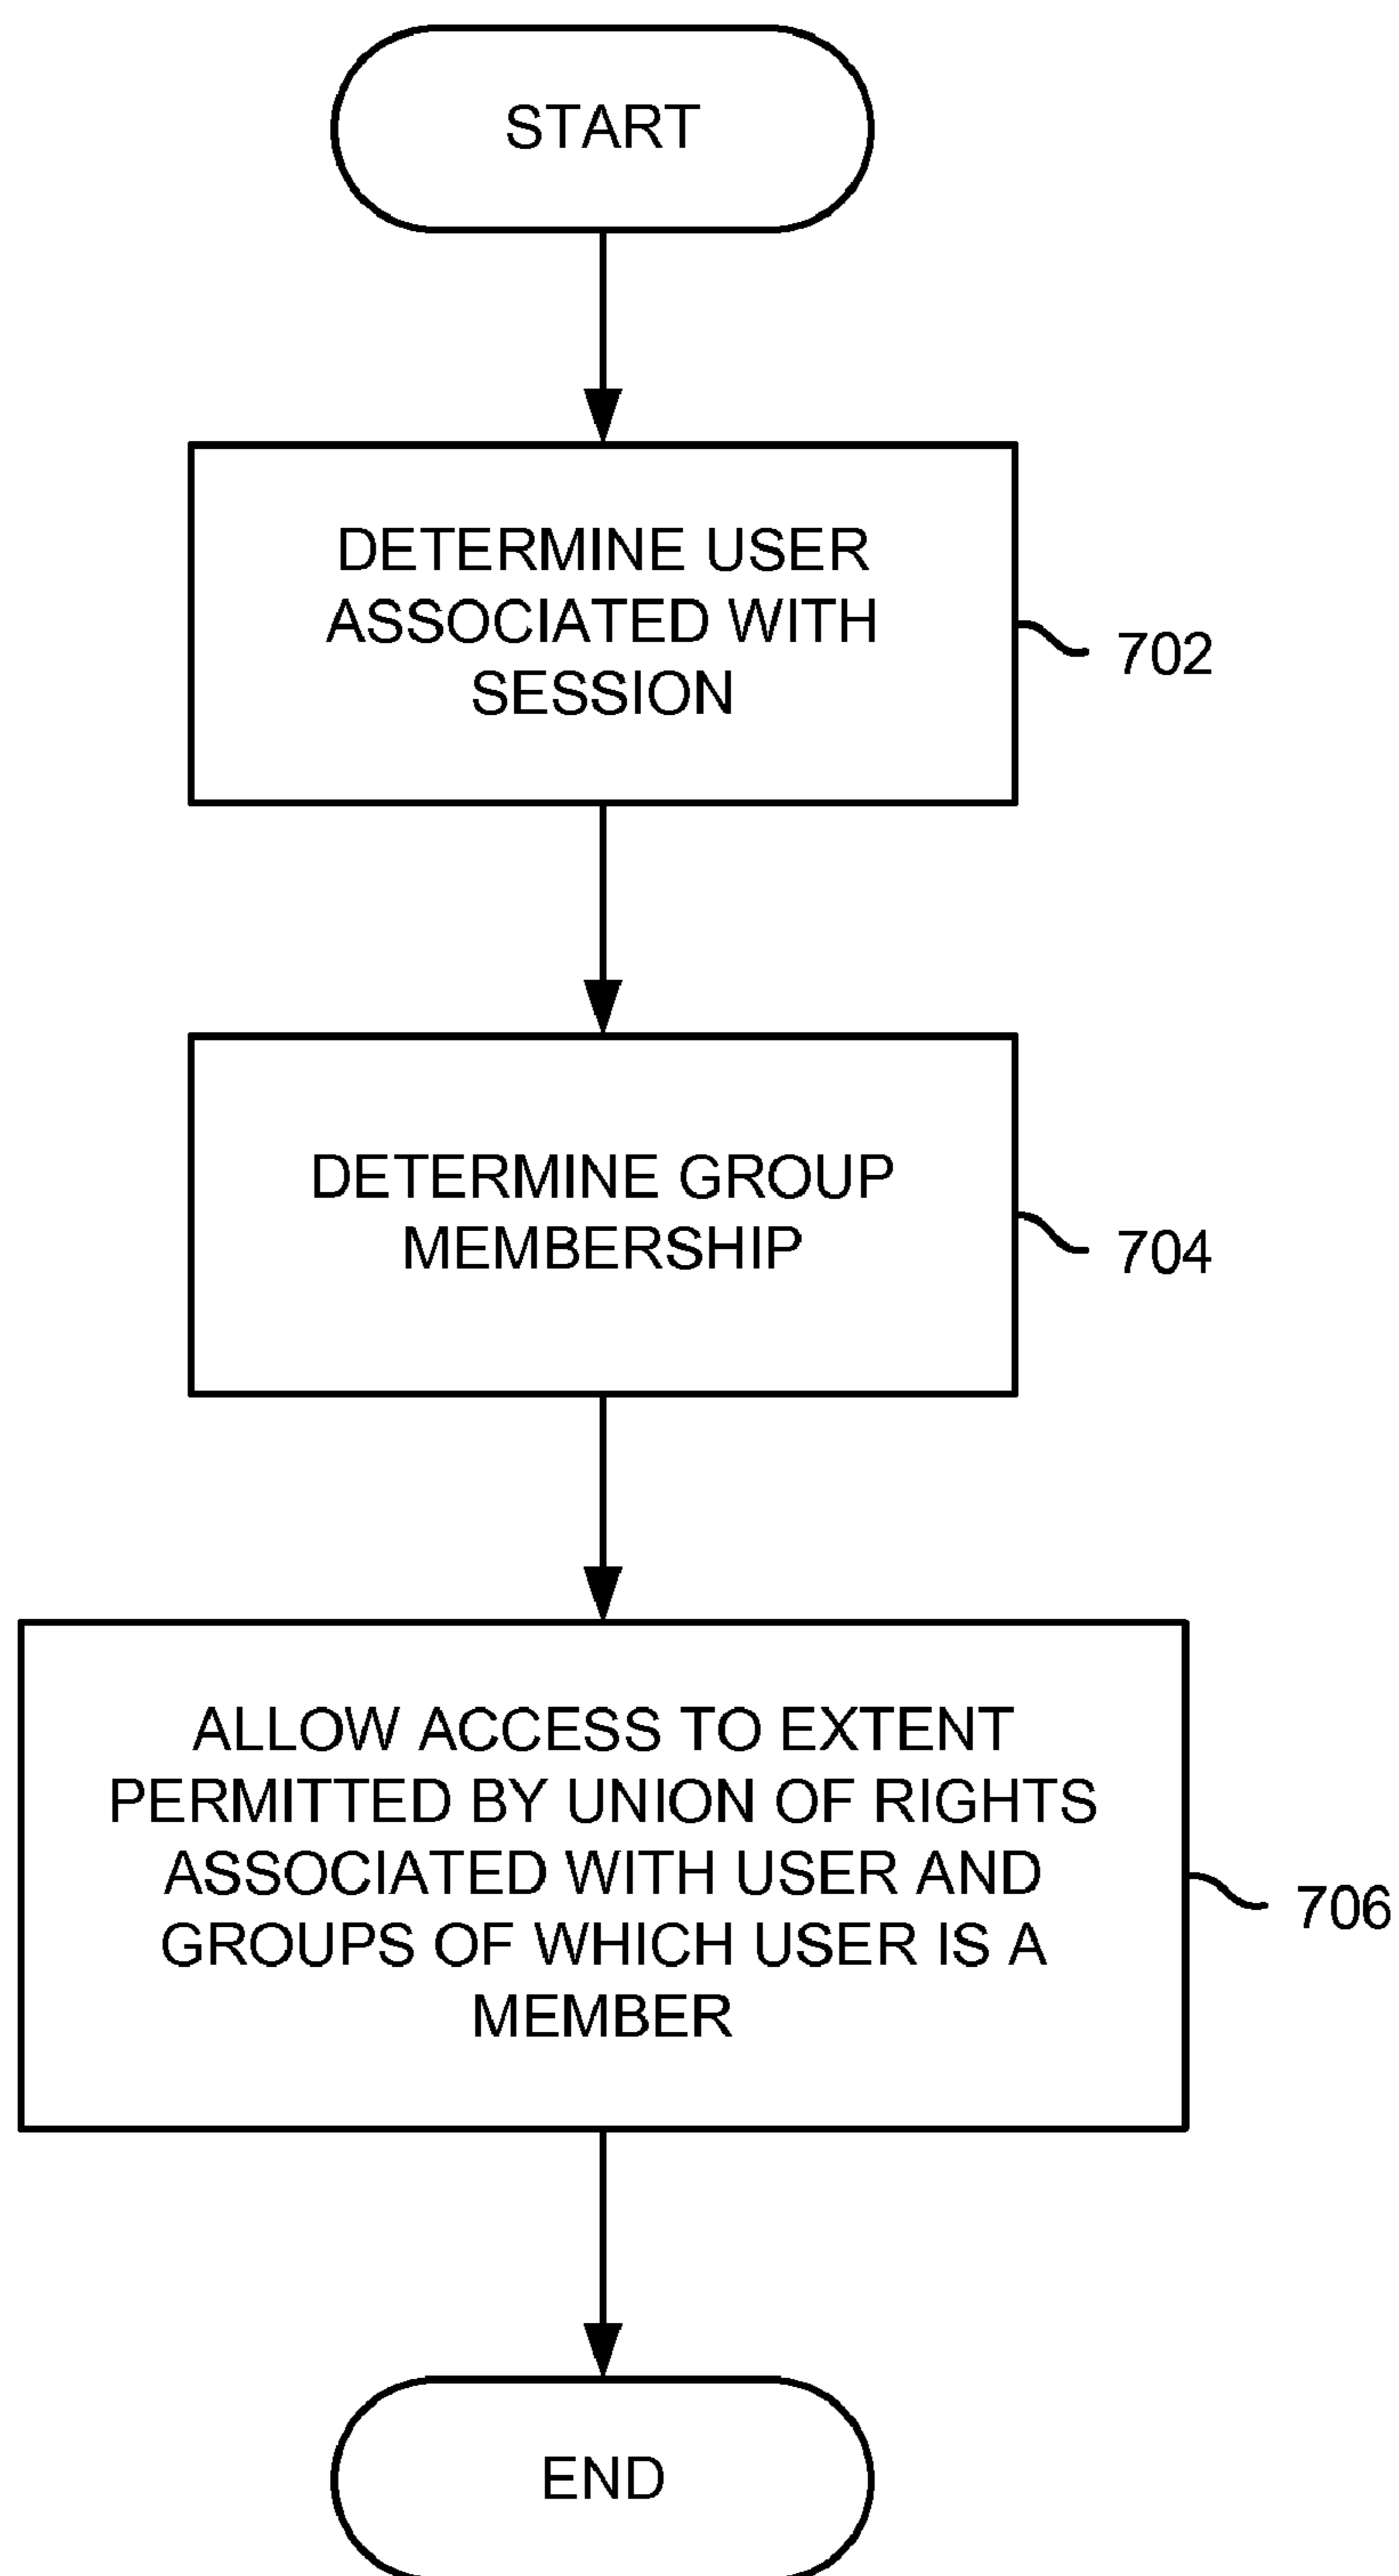 START
DETERMINE USER
ASSOCIATED WITH
SESSION
702
DETERMINE GROUP
MEMBERSHIP
704
ALLOW ACCESS TO EXTENT
PERMITTED BY UNION OF RIGHTS
ASSOCIATED WITH USER AND
GROUPS OF WHICH USER IS A
MEMBER
706
END